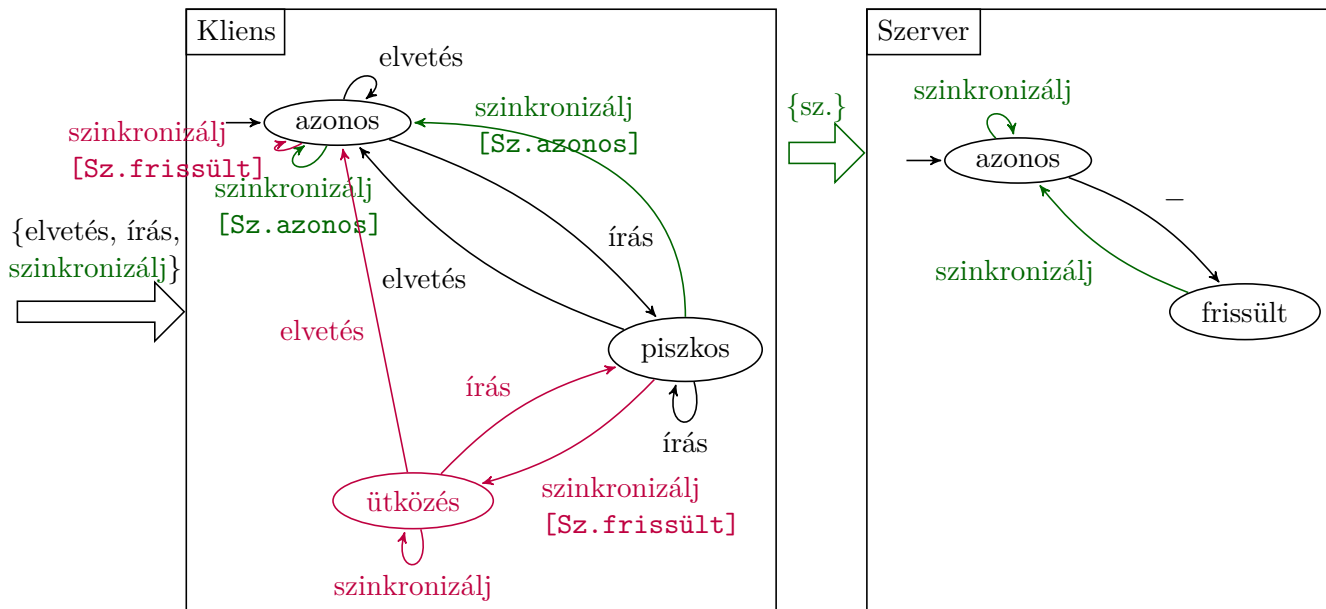 Kliens
elvetés
azonos
szinkronizálj
[Sz.frissült]
szinkronizálj
[Sz.azonos]
szinkronizálj
[Sz.azonos]
{elvetés, írás,
szinkronizálj}
írás
elvetés
elvetés
piszkos
írás
írás
ütközés
szinkronizálj
[Sz.frissült]
szinkronizálj
{sz.}
Szerver
szinkronizálj
azonos
–
szinkronizálj
frissült